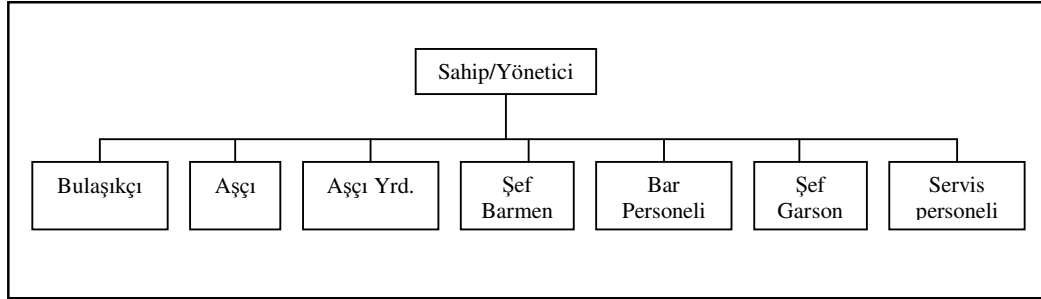 Sahip/Yönetici
Bulaşıkçı
Aşçı
Aşçı Yrd.
Şef
Barmen
Bar
Personeli
Şef
Garson
Servis
personeli